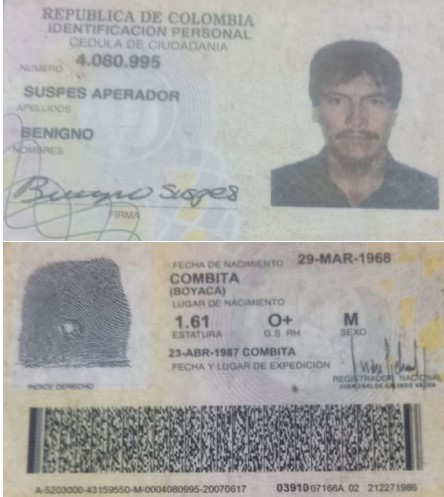 REPUBLICA DE COLOMBIA
IDENTIFICACION PERSONAL
CEDULA DE CIUDADANIA
NUMERO 4.080.995
SUSPES APERADOR
APELLIDOS
BENIGNO
NOMBRES
Benigno Suspes
FIRMA
FECHA DE NACIMIENTO 29-MAR-1968
COMBITA
(BOYACA)
LUGAR DE NACIMIENTO
1.61 O+ M
ESTATURA G.S. RH SEXO
23-ABR-1987 COMBITA
FECHA Y LUGAR DE EXPEDICION
INDICE DERECHO
REGISTRADOR NACIONAL
A-5203000-43159550-M-0004080995-20070617 03910 07166A 02 212271986